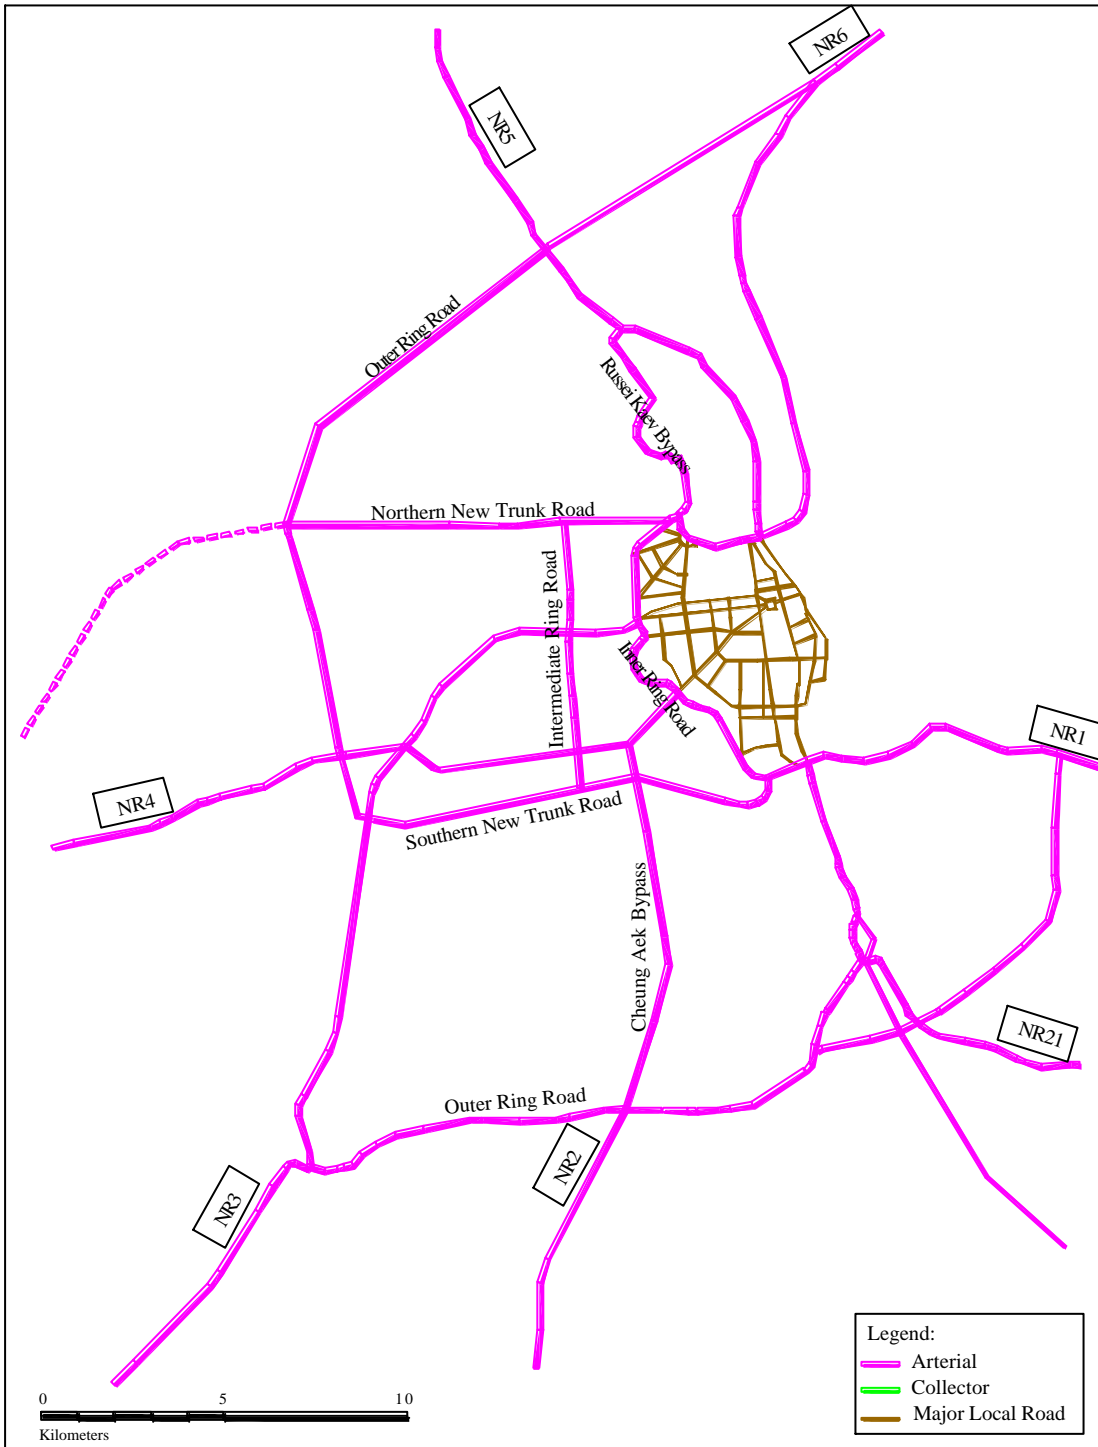 NR6
NR5
Outer Ring Road
Russei Kaev Bypass
Northern New Trunk Road
Intermediate Ring Road
Inner Ring Road
NR1
NR4
Southern New Trunk Road
Cheung Aek Bypass
NR21
Outer Ring Road
NR2
NR3
Legend:
Arterial
Collector
Major Local Road
0 5 10
Kilometers